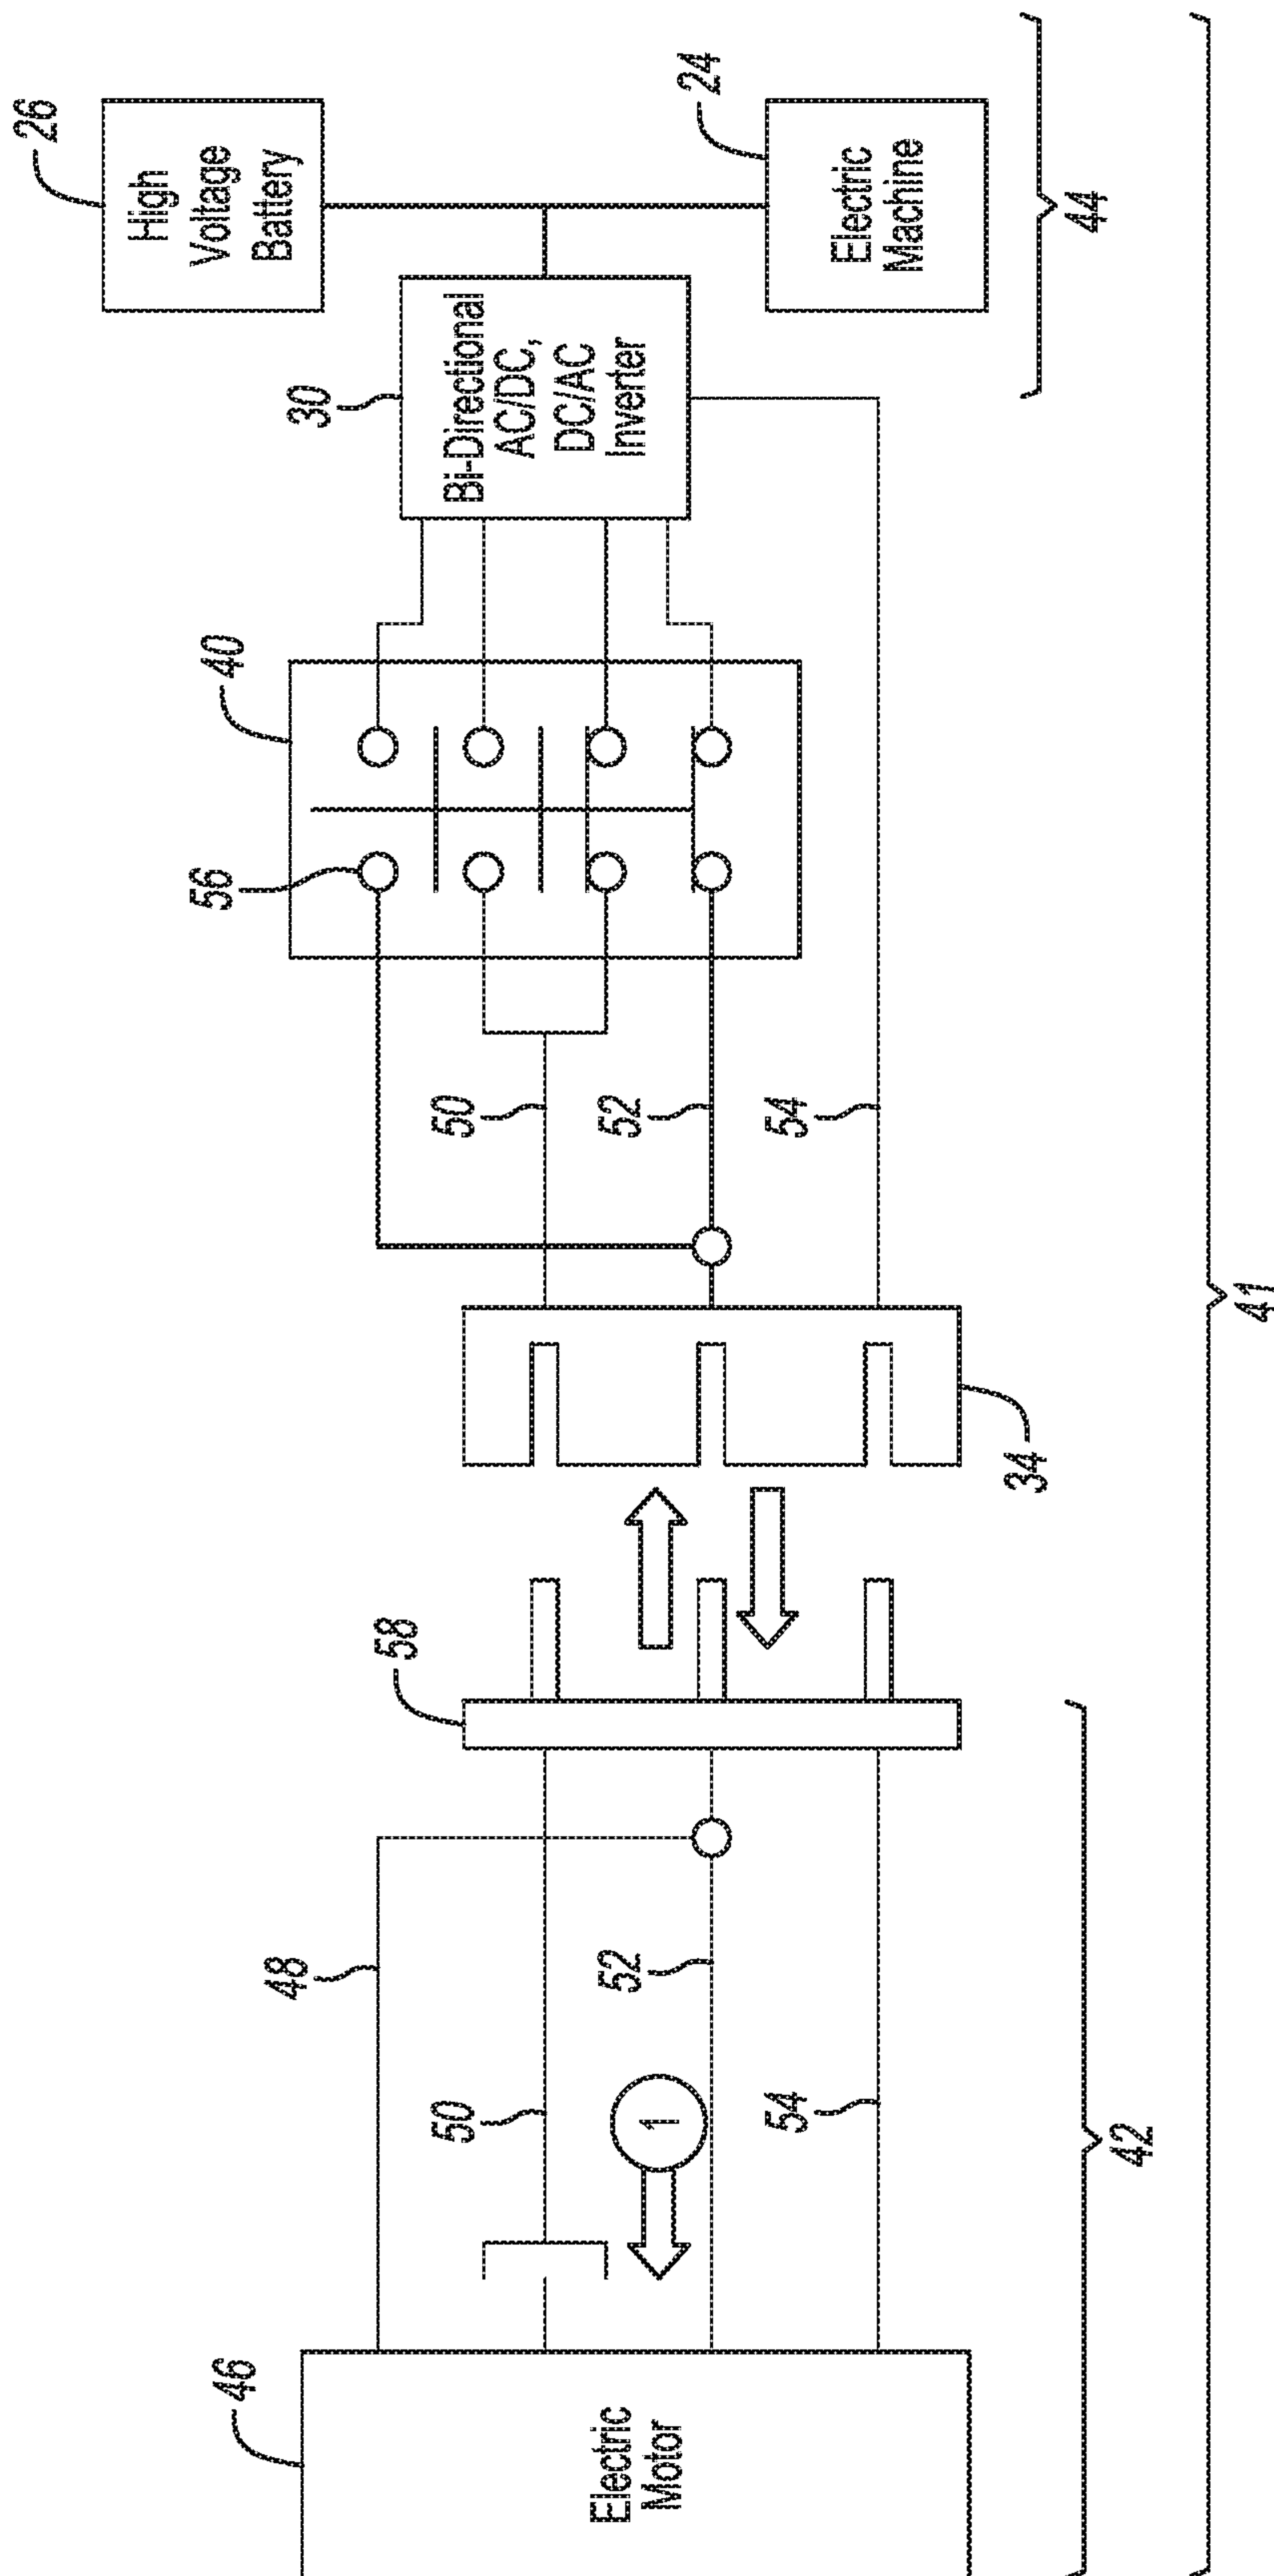 26
High
Voltage
Battery
24
Electric
Machine
44
30
Bi-Directional
AC/DC,
DC/AC
Inverter
40
56
50
52
54
41
34
58
48
52
50
1
54
42
46
Electric
Motor